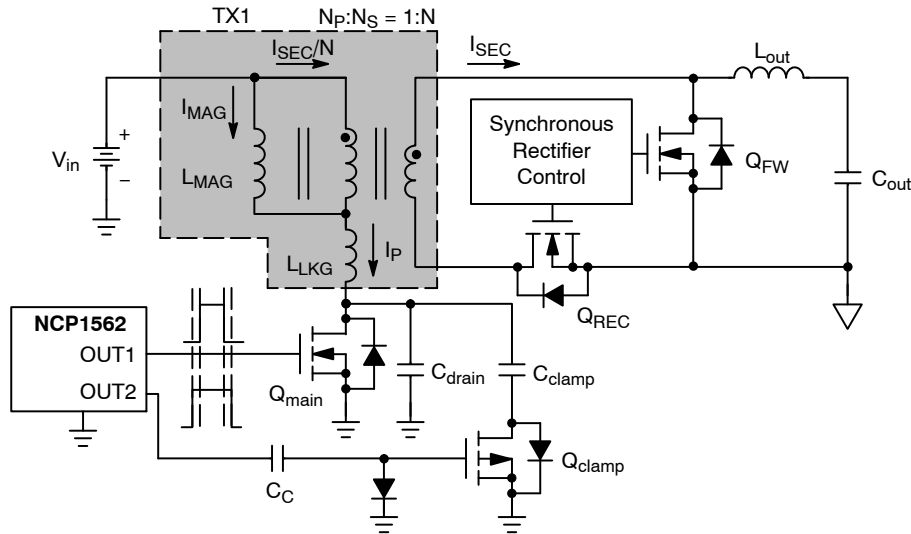 TX1
NP:NS = 1:N
ISEC/N
ISEC
Lout
IMAG
+
Vin
−
LMAG
Synchronous
Rectifier
Control
QFW
Cout
LLKG
IP
QREC
NCP1562
OUT1
OUT2
Qmain
Cdrain
Cclamp
CC
Qclamp